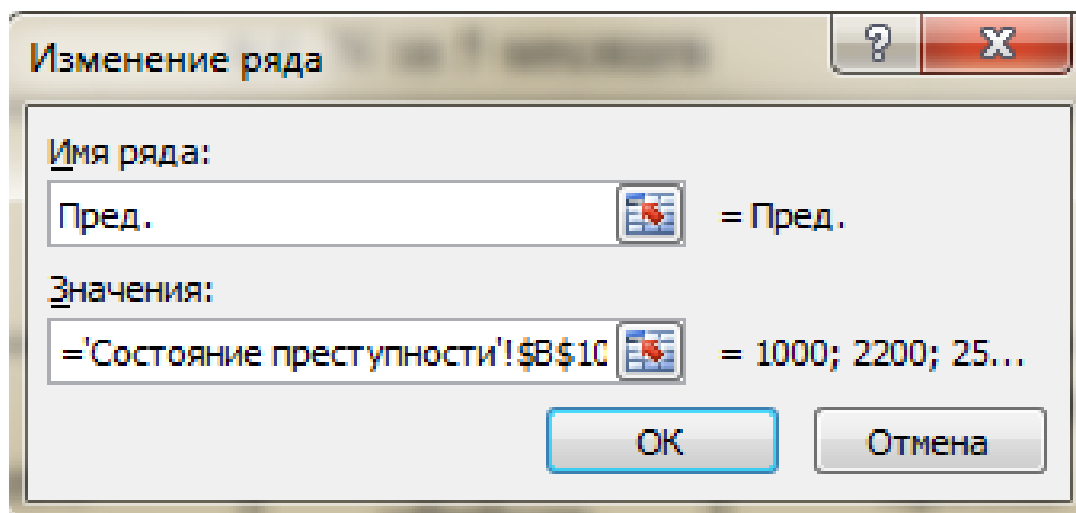 Изменение ряда
Имя ряда:
Пред. = Пред.
Значения:
='Состояние преступности'!$B$10 = 1000; 2200; 25...
ОК Отмена